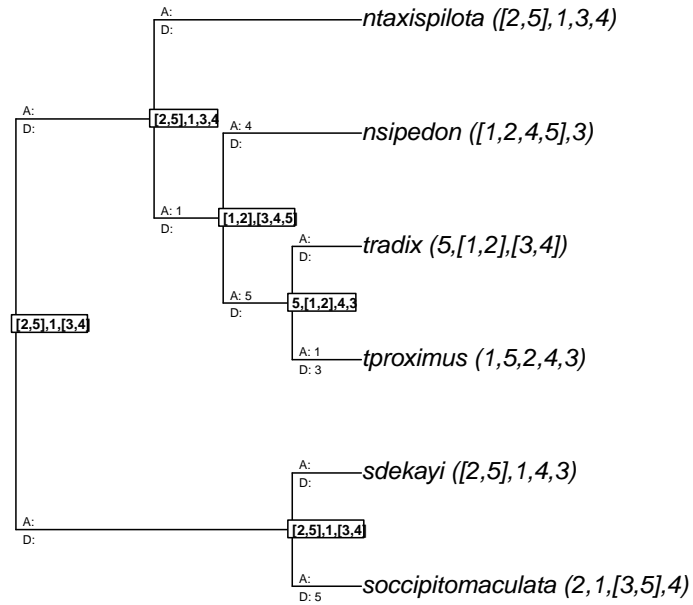 A:
D:
ntaxispilota ([2,5],1,3,4)
A:
D:
[2,5],1,3,4
A: 4
D:
nsipedon ([1,2,4,5],3)
A: 1
D:
[1,2],[3,4,5]
A:
D:
tradix (5,[1,2],[3,4])
A: 5
D:
5,[1,2],4,3
[2,5],1,[3,4]
A: 1
D: 3
tproximus (1,5,2,4,3)
A:
D:
sdekayi ([2,5],1,4,3)
A:
D:
[2,5],1,[3,4]
A:
D: 5
soccipitomaculata (2,1,[3,5],4)